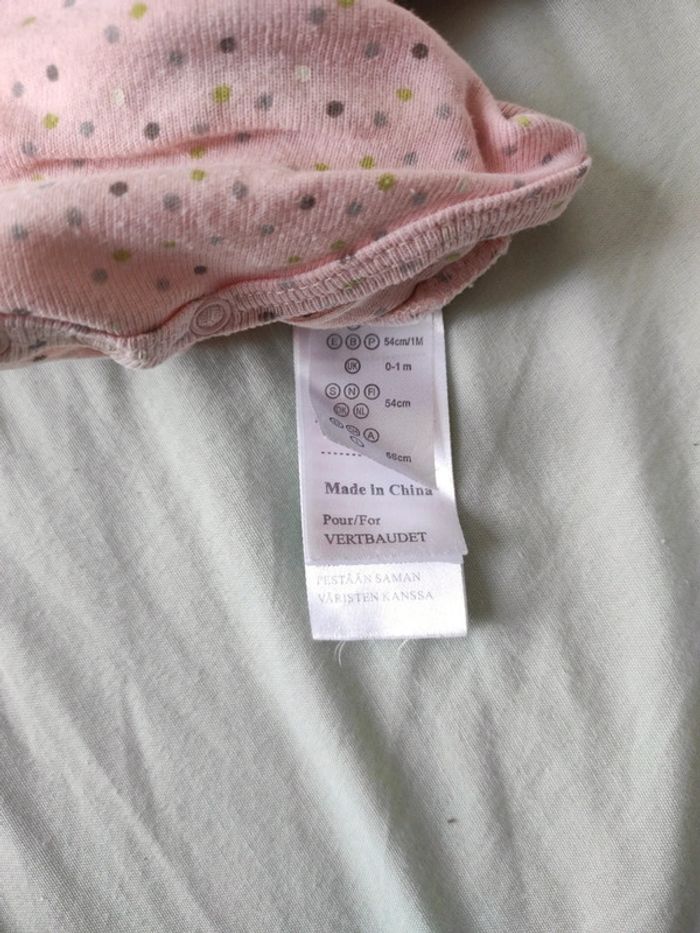 E B P 54cm/1M
UK 0-1 m
S N FI
54cm
DK NL
A
56cm
Made in China
Pour/For
VERTBAUDET
PESTÄÄN SAMAN
VÄRISTEN KANSSA